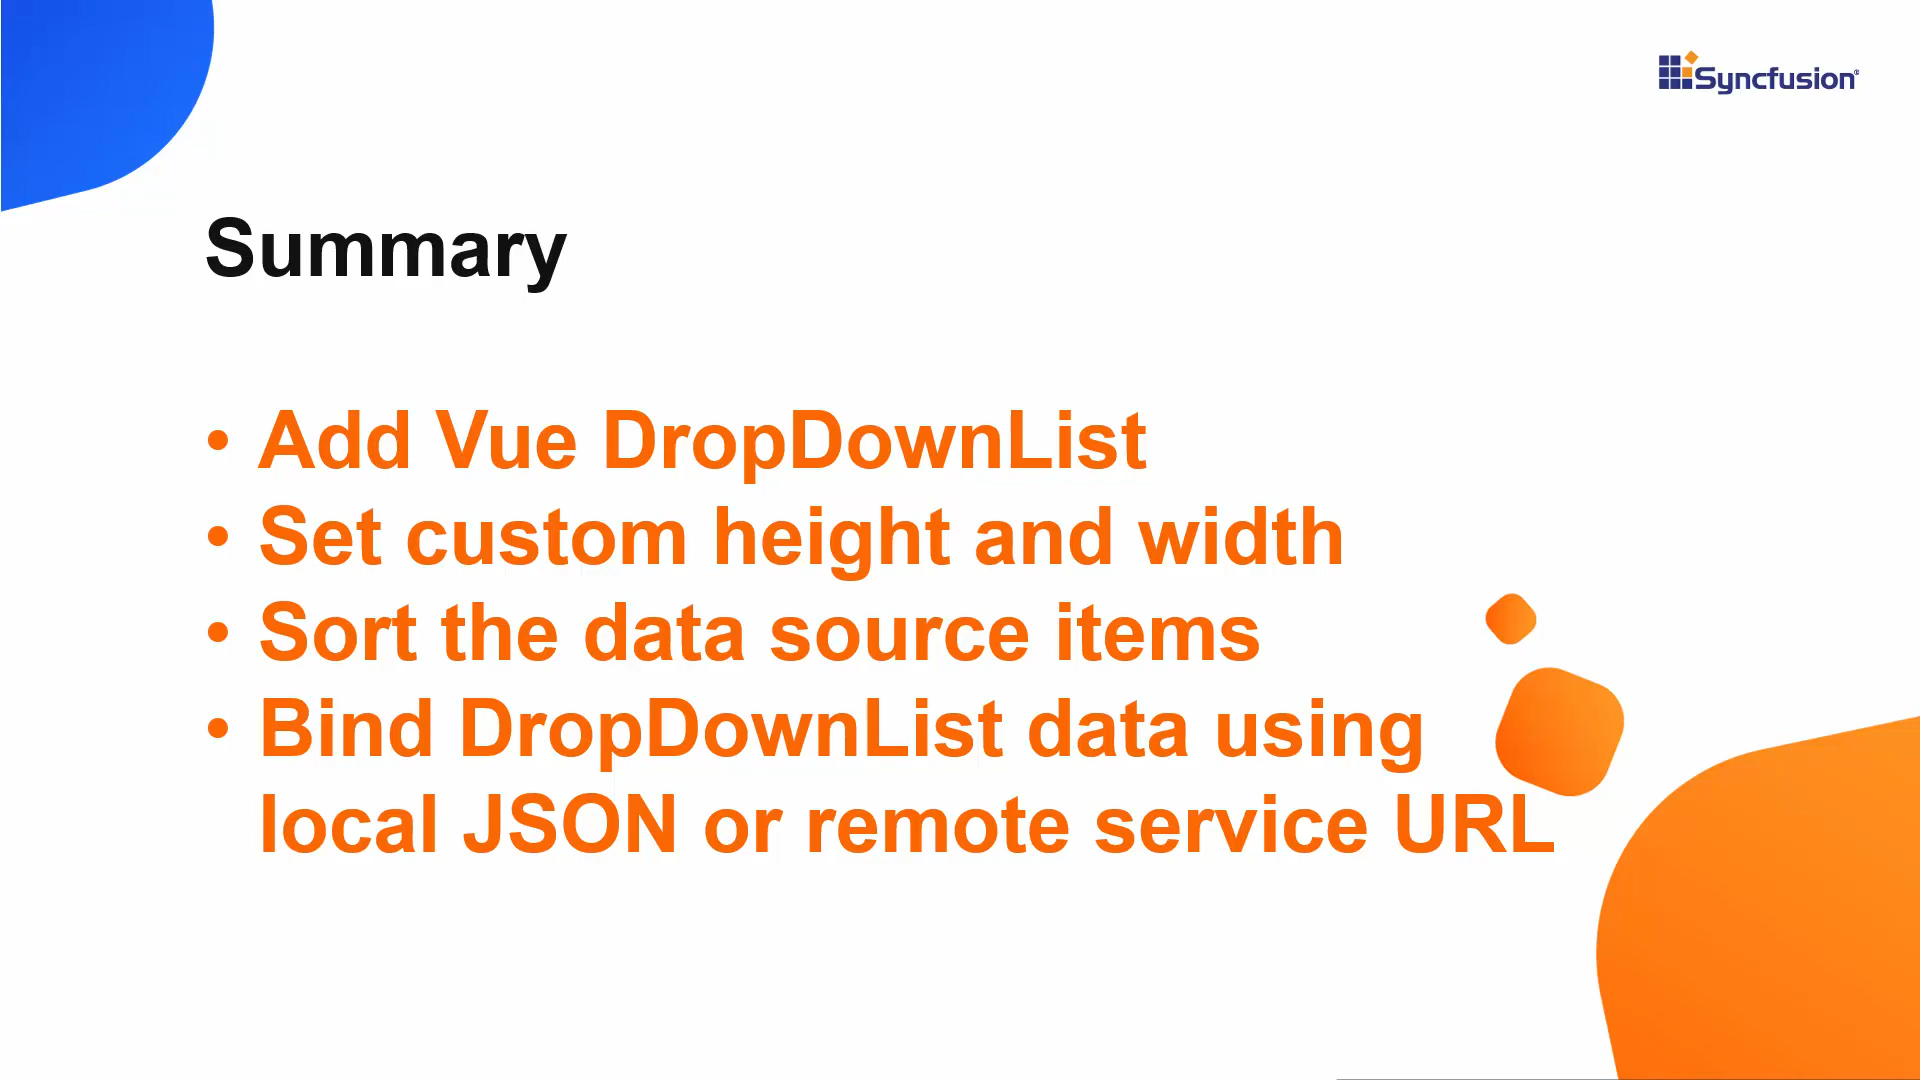 Syncfusion®
Summary
• Add Vue DropDownList
• Set custom height and width
• Sort the data source items
• Bind DropDownList data using
local JSON or remote service URL